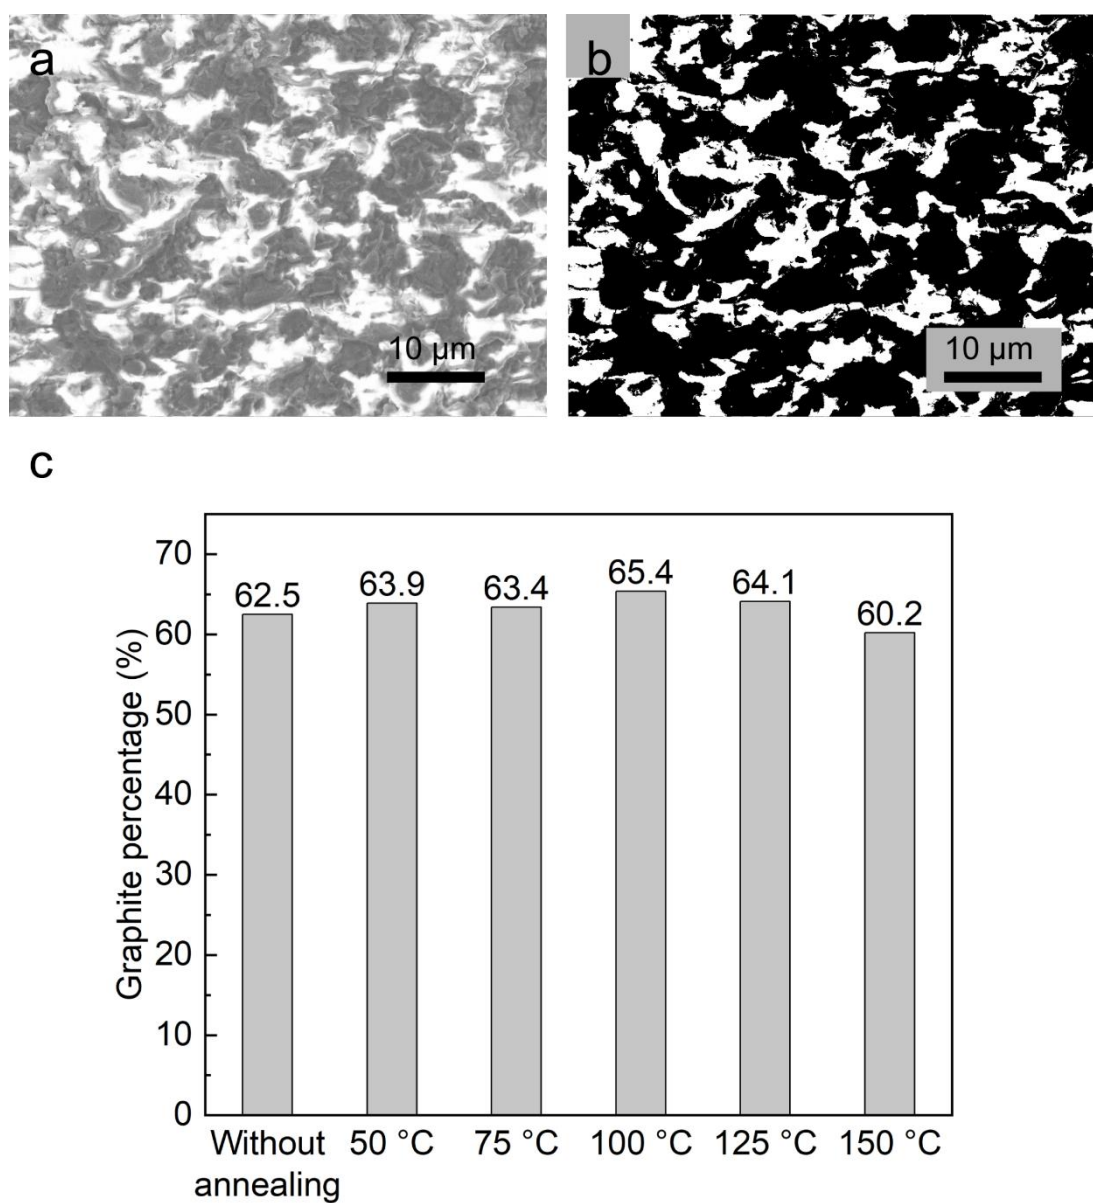 a
b
10 µm
10 µm
c
Graphite percentage (%)
70
60
50
40
30
20
10
0
62.5
63.9
63.4
65.4
64.1
60.2
Without annealing
50 °C
75 °C
100 °C
125 °C
150 °C